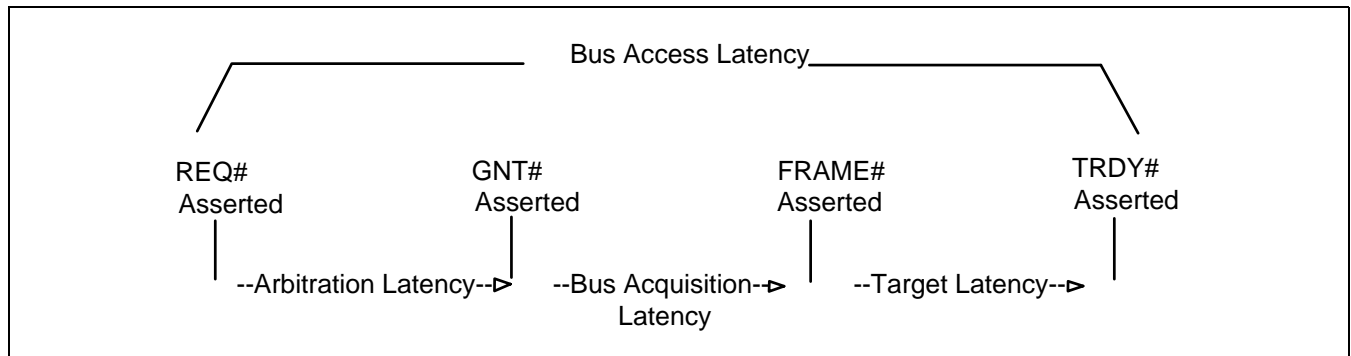 Bus Access Latency
REQ# GNT# FRAME# TRDY#
Asserted Asserted Asserted Asserted
--Arbitration Latency-- --Bus Acquisition-- --Target Latency--
Latency